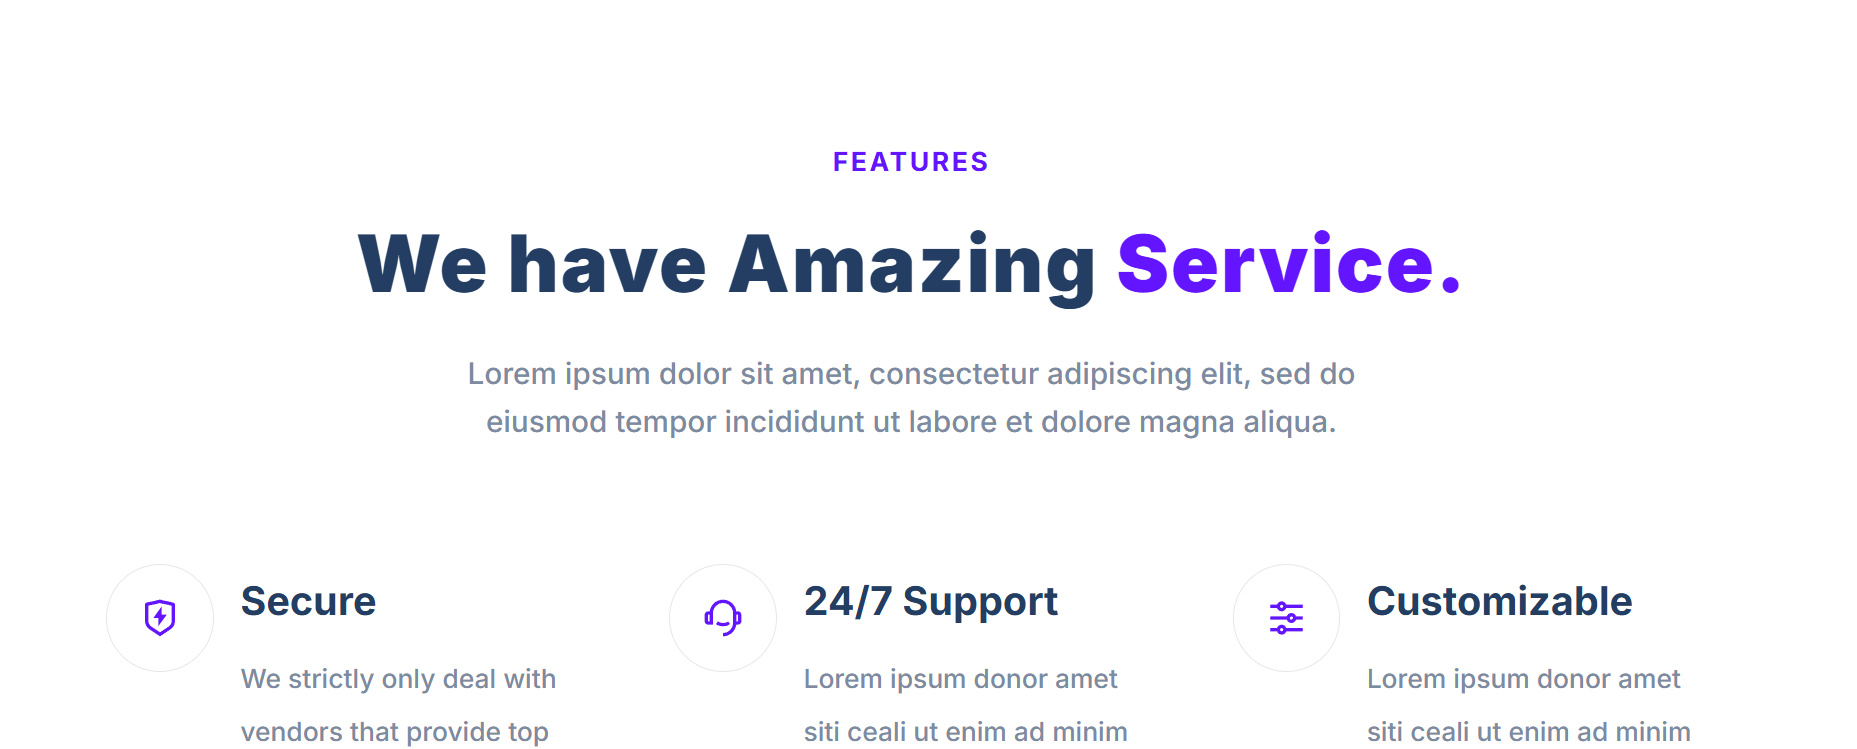 FEATURES
We have Amazing Service.
Lorem ipsum dolor sit amet, consectetur adipiscing elit, sed do
eiusmod tempor incididunt ut labore et dolore magna aliqua.
Secure
We strictly only deal with
vendors that provide top
24/7 Support
Lorem ipsum donor amet
siti ceali ut enim ad minim
Customizable
Lorem ipsum donor amet
siti ceali ut enim ad minim